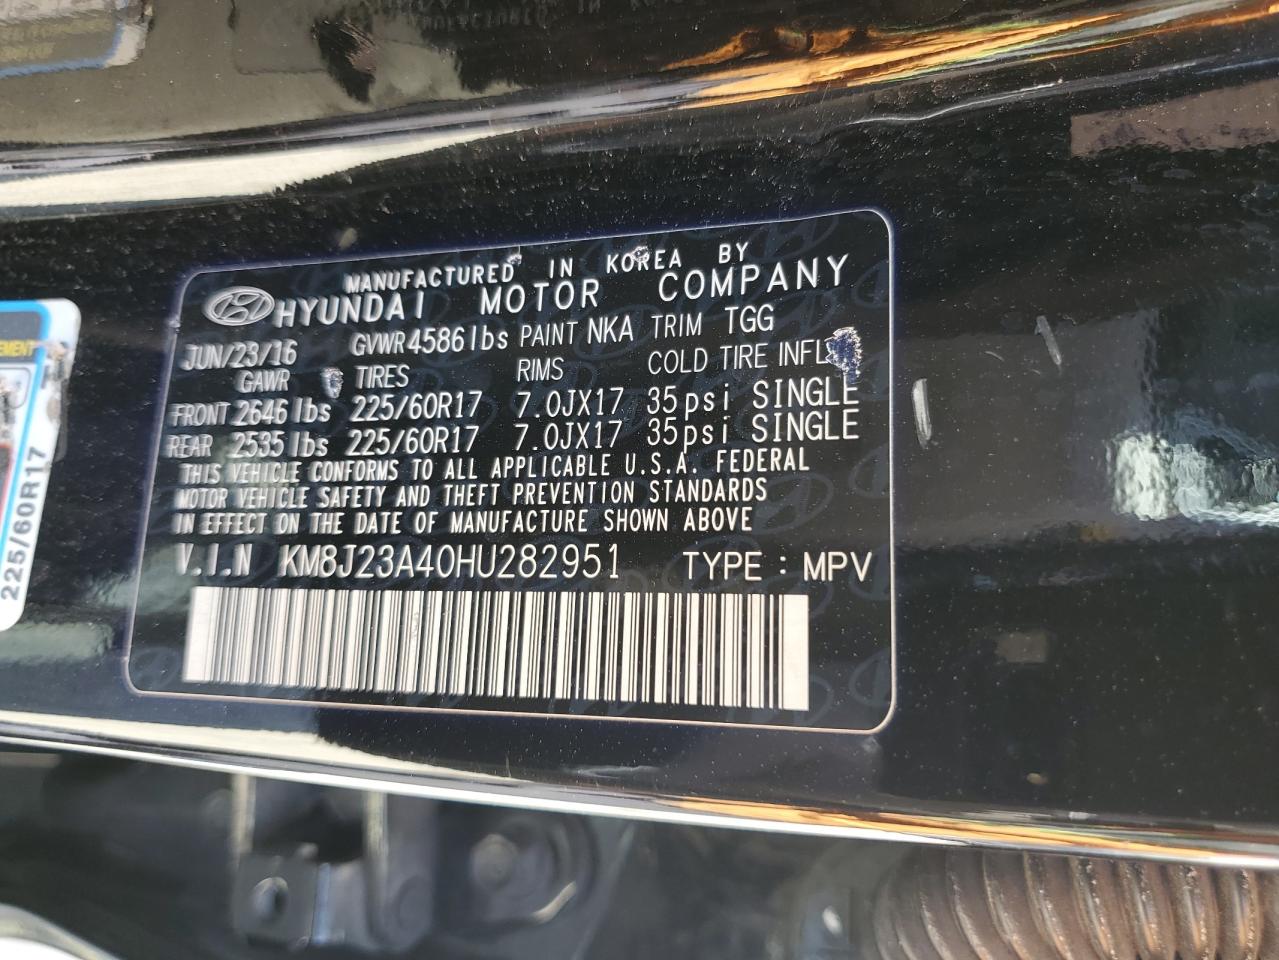 MANUFACTURED IN KOREA BY
HYUNDAI MOTOR COMPANY
JUN/23/16 GVWR 4586 lbs PAINT NKA TRIM TGG
GAWR TIRES RIMS COLD TIRE INFL
FRONT 2646 lbs 225/60R17 7.0JX17 35psi SINGLE
REAR 2535 lbs 225/60R17 7.0JX17 35psi SINGLE
THIS VEHICLE CONFORMS TO ALL APPLICABLE U.S.A. FEDERAL
MOTOR VEHICLE SAFETY AND THEFT PREVENTION STANDARDS
IN EFFECT ON THE DATE OF MANUFACTURE SHOWN ABOVE
V.I.N KM8J23A40HU282951 TYPE : MPV
225/60R17